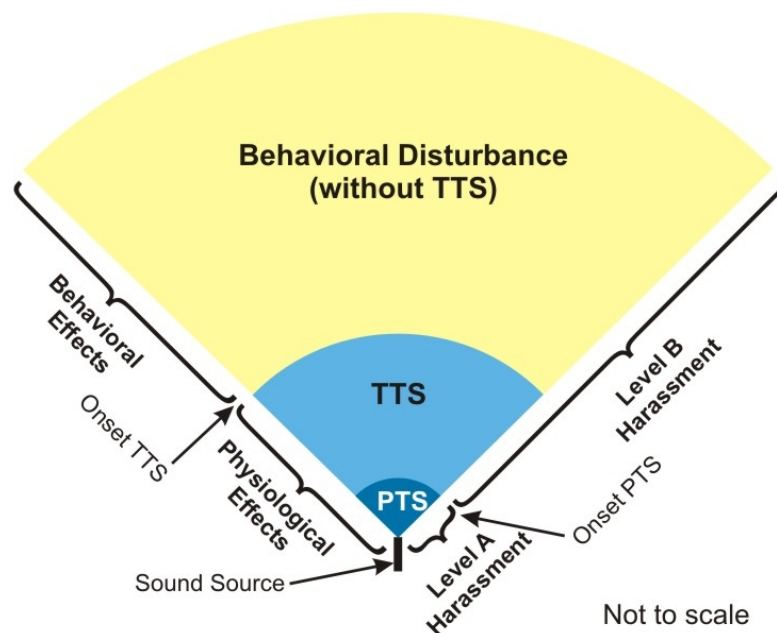 Behavioral Disturbance
(without TTS)
Behavioral
Effects
Onset TTS
TTS
Level B
Harassment
Physiological
Effects
PTS
Onset PTS
Level A
Harassment
Sound Source
Not to scale